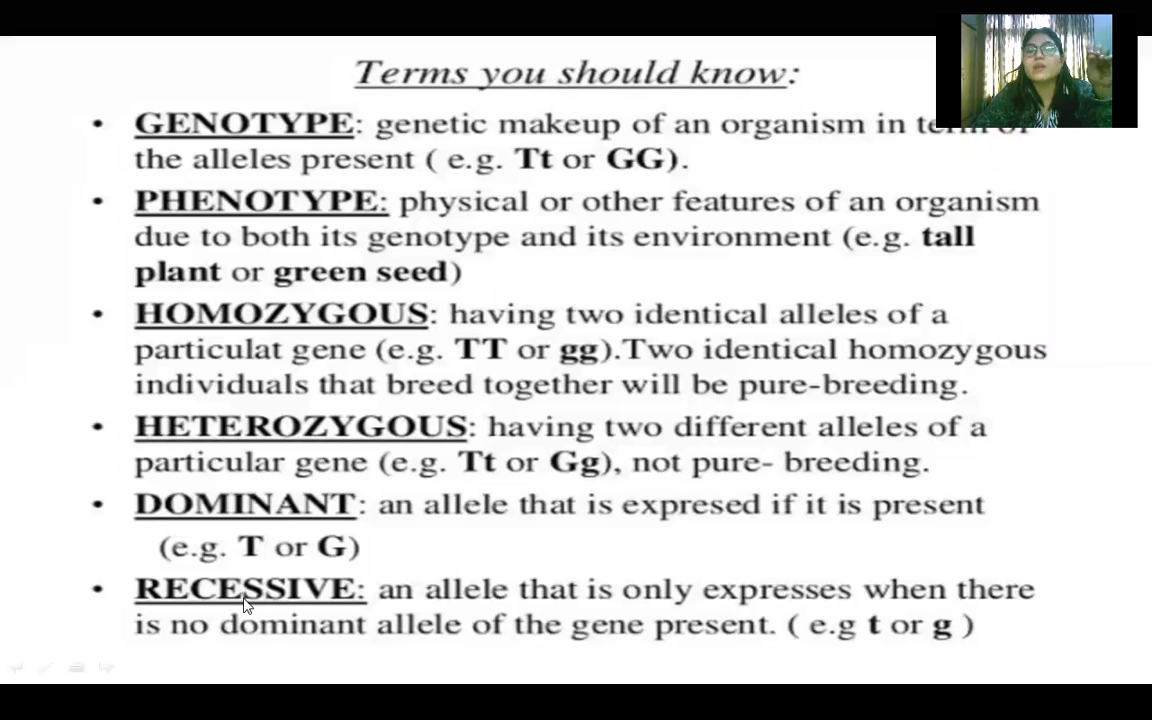 Terms you should know:
• GENOTYPE: genetic makeup of an organism in term of
the alleles present ( e.g. Tt or GG).
• PHENOTYPE: physical or other features of an organism
due to both its genotype and its environment (e.g. tall
plant or green seed)
• HOMOZYGOUS: having two identical alleles of a
particulat gene (e.g. TT or gg).Two identical homozygous
individuals that breed together will be pure-breeding.
• HETEROZYGOUS: having two different alleles of a
particular gene (e.g. Tt or Gg), not pure- breeding.
• DOMINANT: an allele that is expresed if it is present
(e.g. T or G)
• RECESSIVE: an allele that is only expresses when there
is no dominant allele of the gene present. ( e.g t or g )